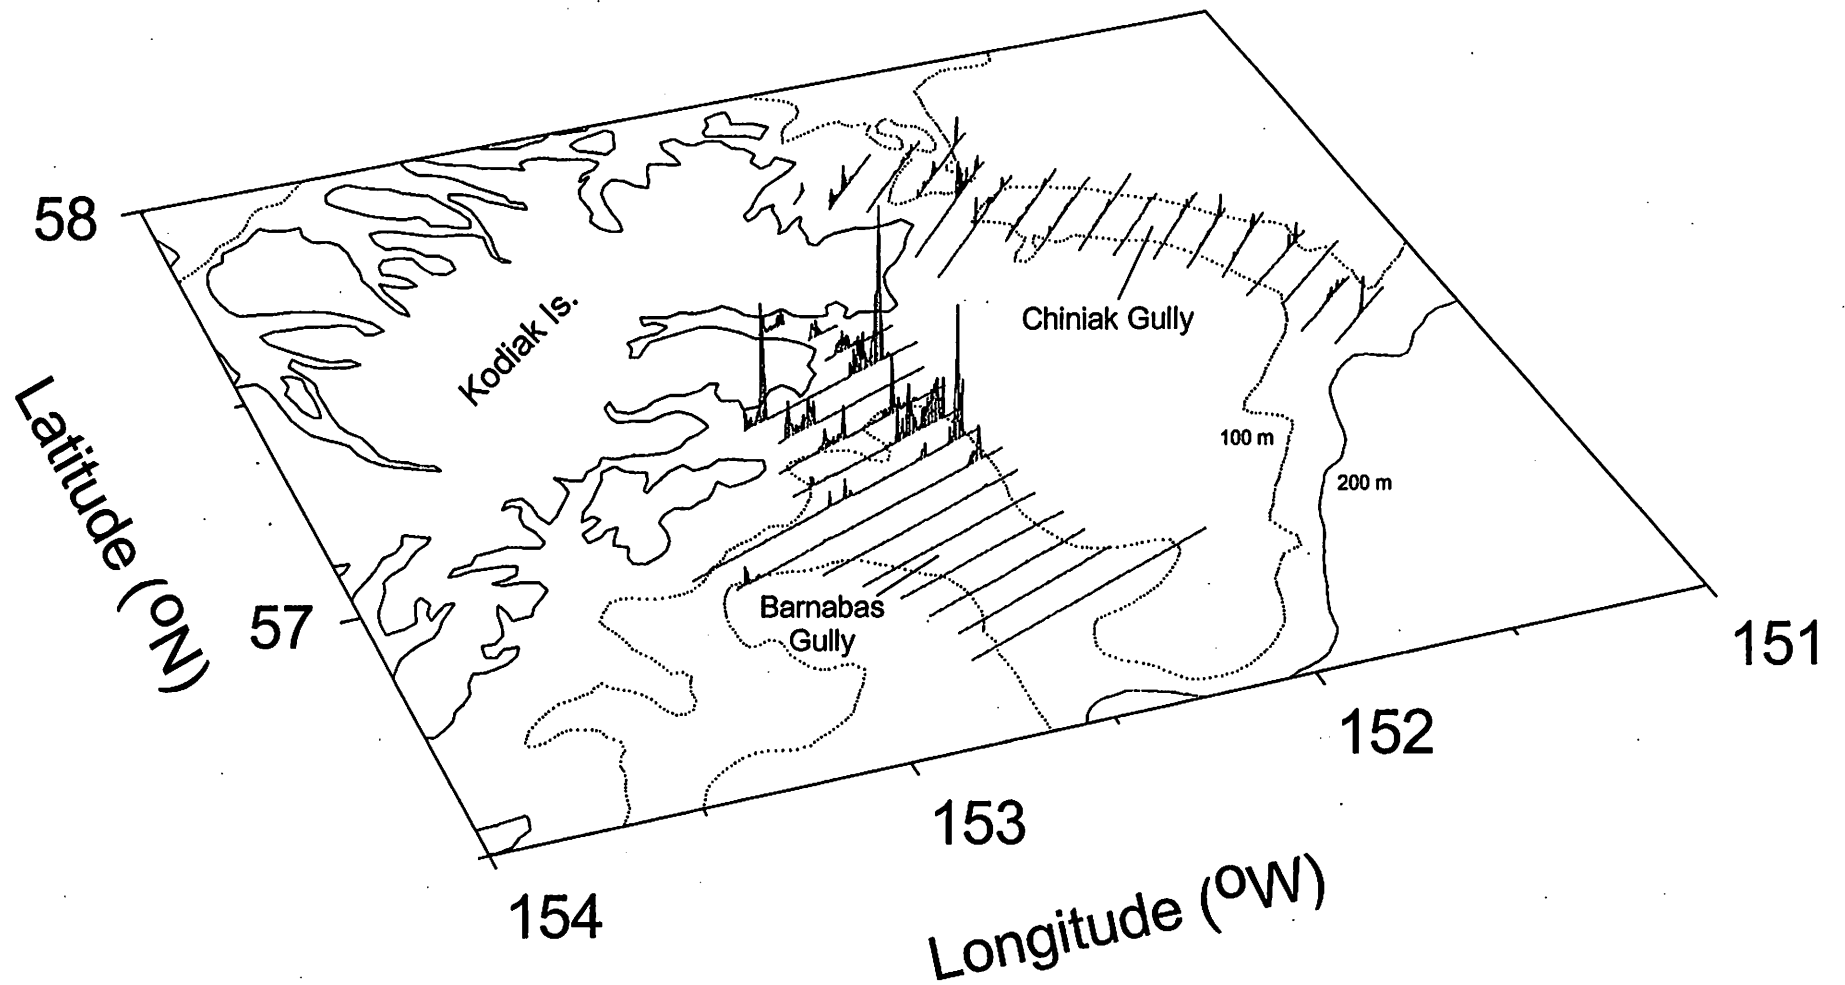 58
Kodiak Is.
Chiniak Gully
Latitude (ºN)
100 m
200 m
57
Barnabas
Gully
151
152
153
154
Longitude (ºW)